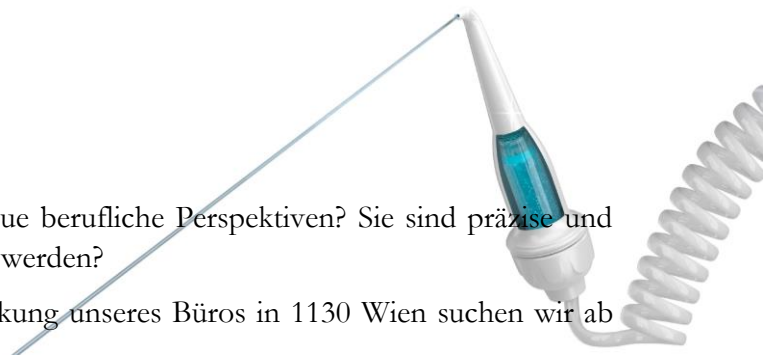 ue berufliche Perspektiven? Sie sind präzise und
werden?
kung unseres Büros in 1130 Wien suchen wir ab